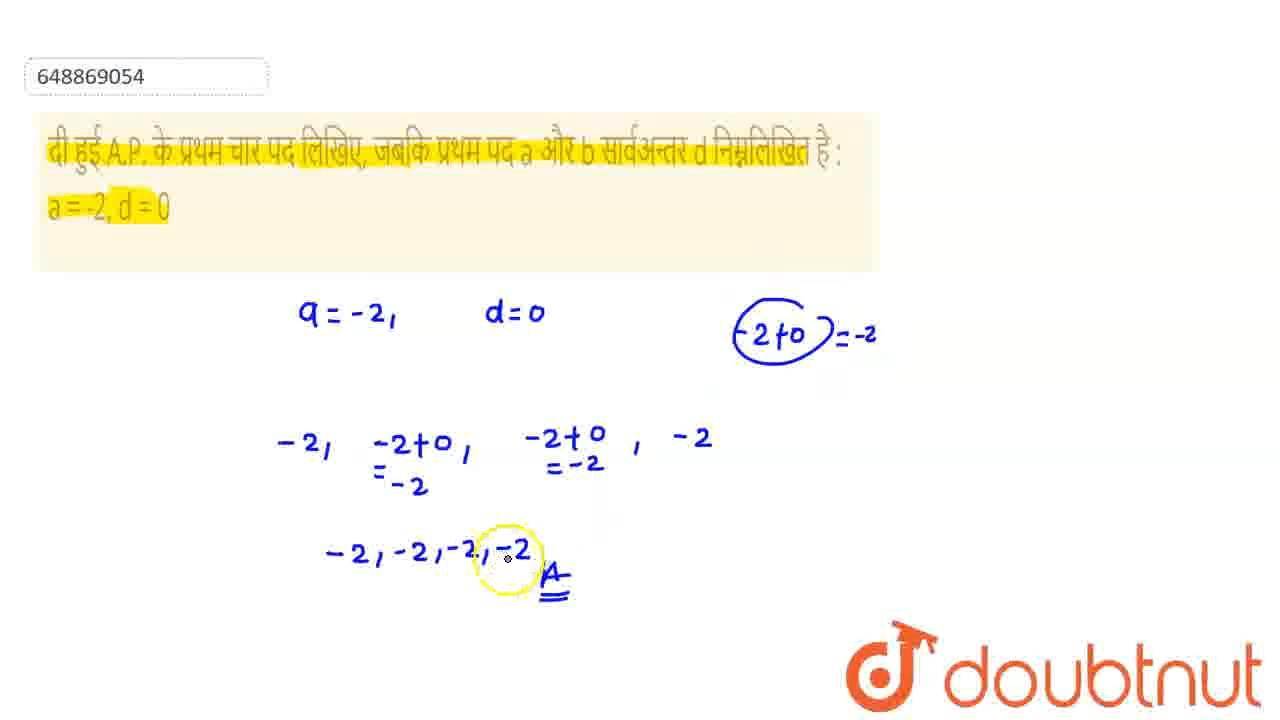 648869054
दी हुई A.P. के प्रथम चार पद लिखिए, जबकि प्रथम पद a और b सार्वअन्तर d निम्नलिखित है :
a = -2, d = 0
a = -2,   d = 0
-2+0 = -2
-2,   -2+0,   -2+0 ,   -2
= -2   = -2
-2, -2, -2, -2 A
doubtnut